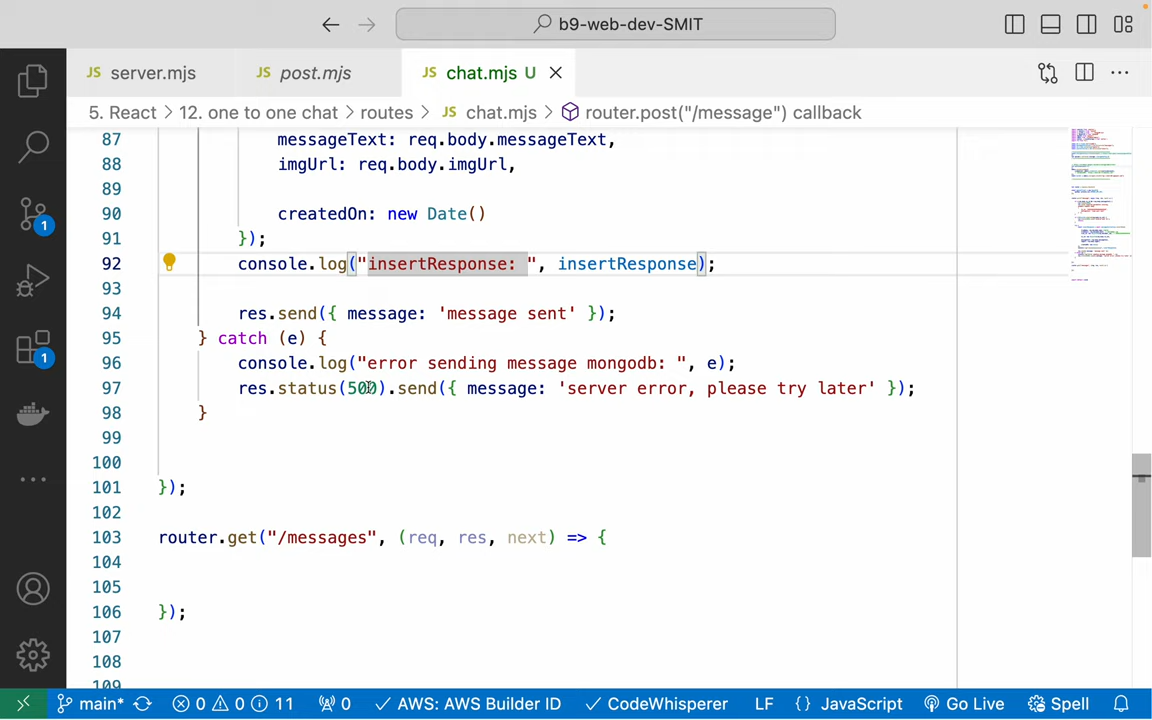 b9-web-dev-SMIT
JS server.mjs JS post.mjs JS chat.mjs U
5. React > 12. one to one chat > routes > JS chat.mjs > router.post("/message") callback
87 messageText: req.body.messageText,
88 imgUrl: req.body.imgUrl,
89
90 createdOn: new Date()
91 });
92 console.log("insertResponse: ", insertResponse);
93
94 res.send({ message: 'message sent' });
95 } catch (e) {
96 console.log("error sending message mongodb: ", e);
97 res.status(500).send({ message: 'server error, please try later' });
98 }
99
100
101 });
102
103 router.get("/messages", (req, res, next) => {
104
105
106 });
107
108
109
1
1
main* 0 0 11 0 AWS: AWS Builder ID CodeWhisperer LF {} JavaScript Go Live Spell